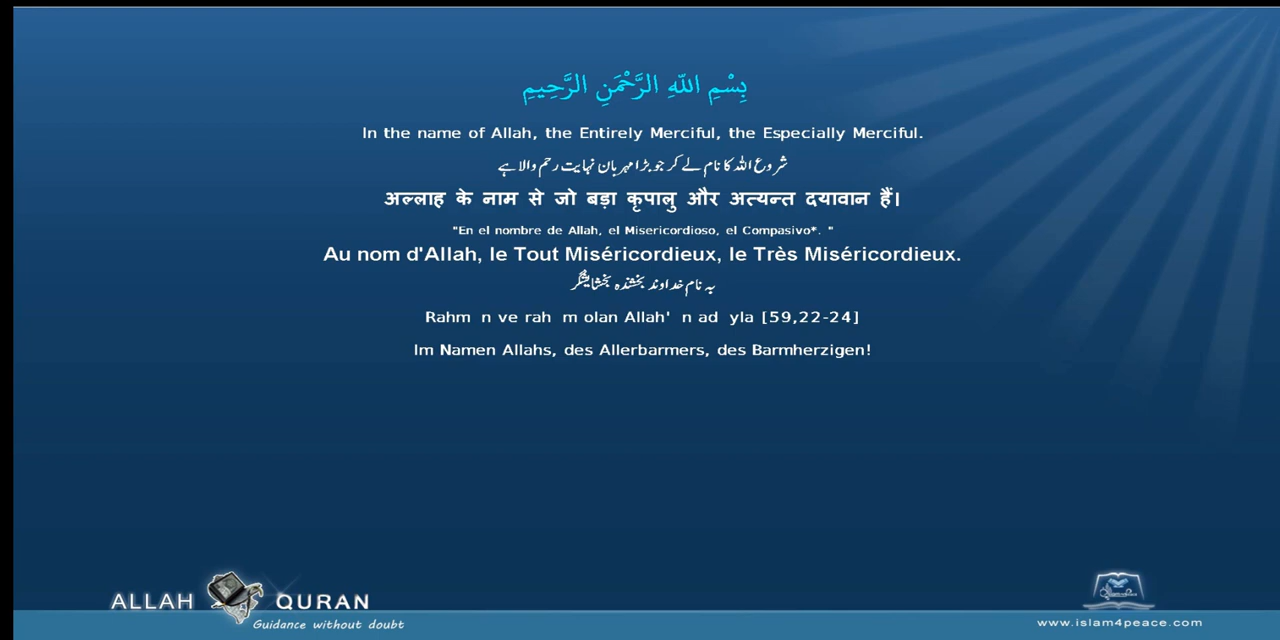 بِسْمِ اللّهِ الرَّحْمَنِ الرَّحِيمِ
In the name of Allah, the Entirely Merciful, the Especially Merciful.
شروع اللہ کا نام لے کر جو بڑا مہربان نہایت رحم والا ہے
अल्लाह के नाम से जो बड़ा कृपालु और अत्यन्त दयावान हैं।
"En el nombre de Allah, el Misericordioso, el Compasivo*. "
Au nom d'Allah, le Tout Miséricordieux, le Très Miséricordieux.
به نام خداوند بخشنده بخشایشگر
Rahm n ve rah m olan Allah' n ad yla [59,22-24]
Im Namen Allahs, des Allerbarmers, des Barmherzigen!
ALLAH QURAN
Guidance without doubt
www.islam4peace.com